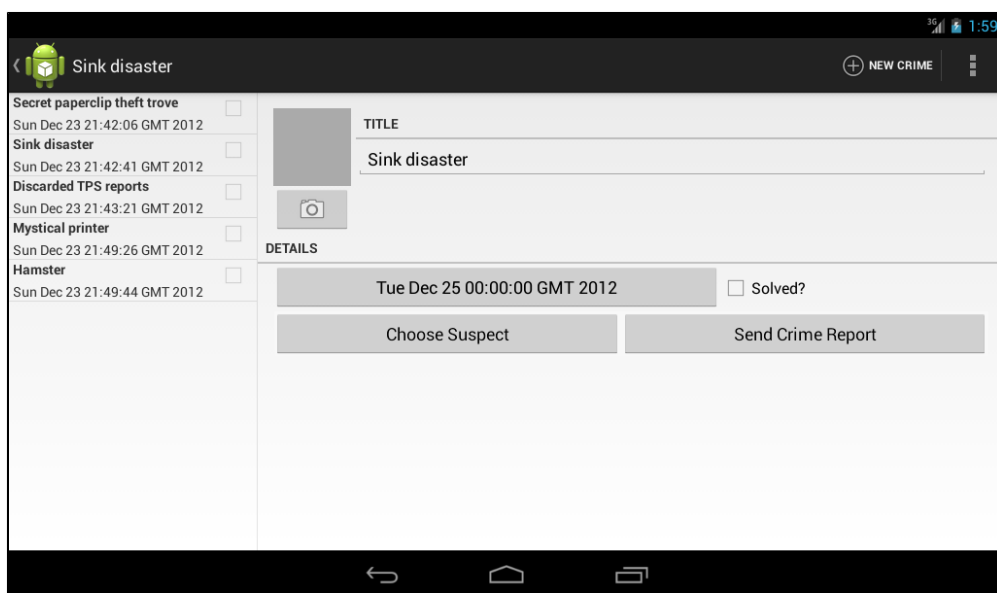 3G 1:59
Sink disaster
NEW CRIME
Secret paperclip theft trove
Sun Dec 23 21:42:06 GMT 2012
Sink disaster
Sun Dec 23 21:42:41 GMT 2012
Discarded TPS reports
Sun Dec 23 21:43:21 GMT 2012
Mystical printer
Sun Dec 23 21:49:26 GMT 2012
Hamster
Sun Dec 23 21:49:44 GMT 2012
TITLE
Sink disaster
DETAILS
Tue Dec 25 00:00:00 GMT 2012
Solved?
Choose Suspect
Send Crime Report